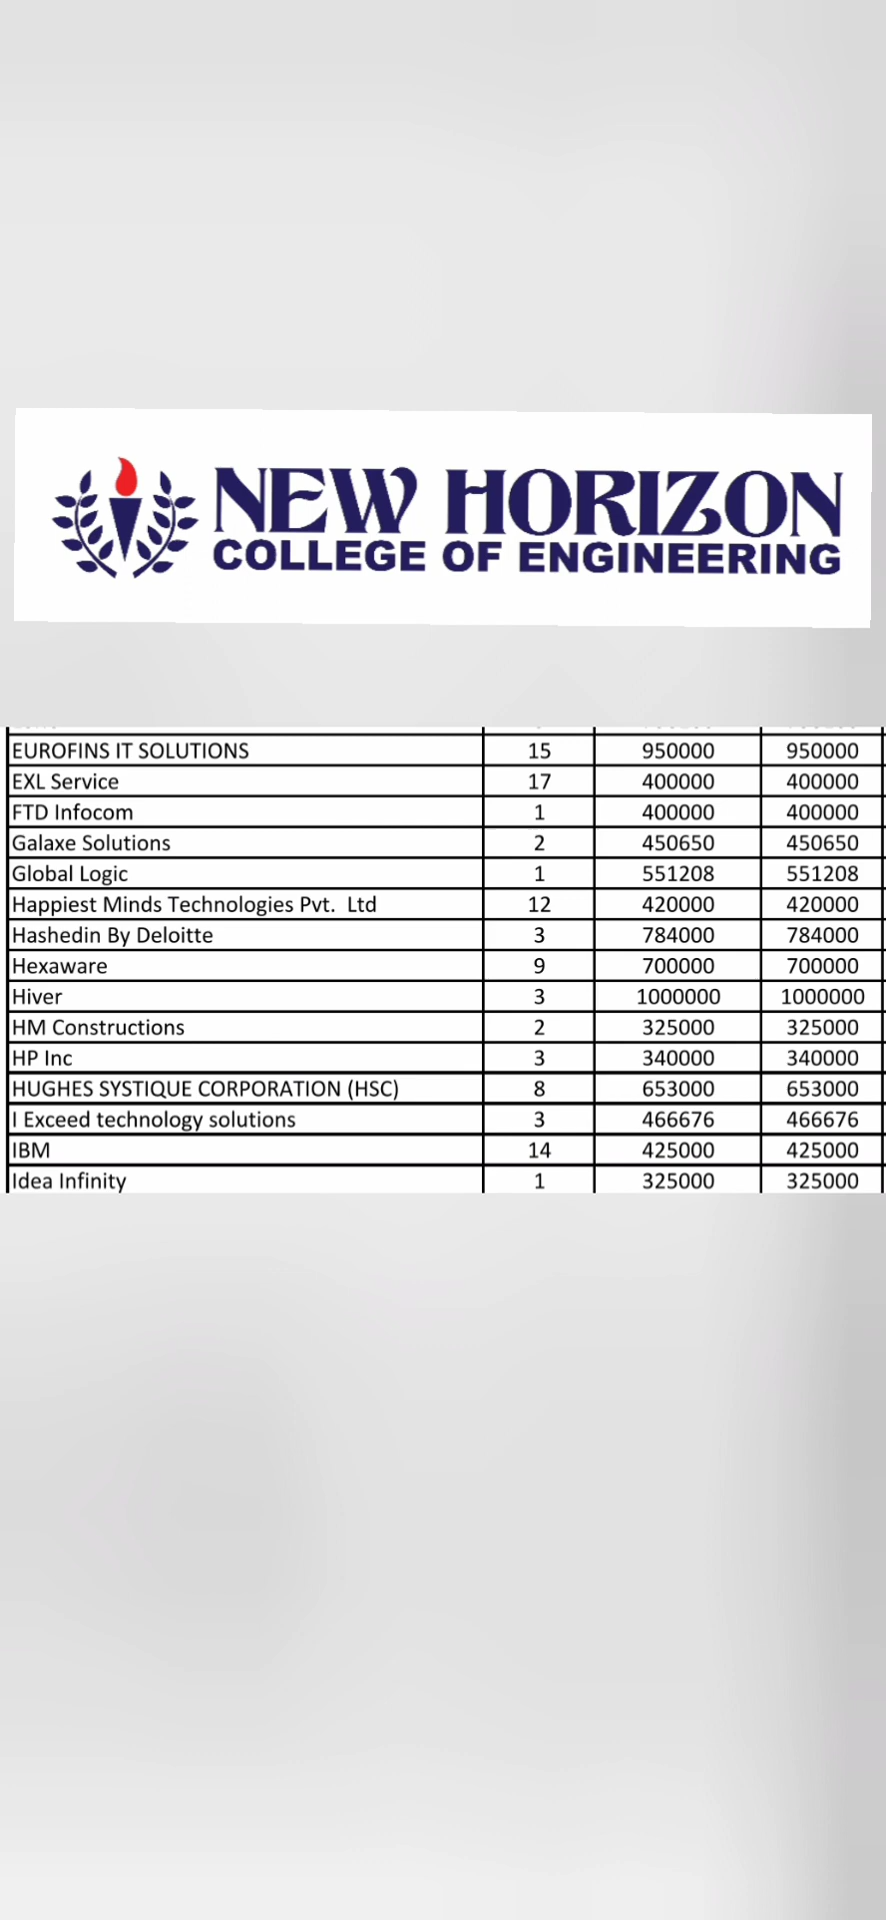 NEW HORIZON
COLLEGE OF ENGINEERING
EUROFINS IT SOLUTIONS 15 950000 950000
EXL Service 17 400000 400000
FTD Infocom 1 400000 400000
Galaxe Solutions 2 450650 450650
Global Logic 1 551208 551208
Happiest Minds Technologies Pvt. Ltd 12 420000 420000
Hashedin By Deloitte 3 784000 784000
Hexaware 9 700000 700000
Hiver 3 1000000 1000000
HM Constructions 2 325000 325000
HP Inc 3 340000 340000
HUGHES SYSTIQUE CORPORATION (HSC) 8 653000 653000
I Exceed technology solutions 3 466676 466676
IBM 14 425000 425000
Idea Infinity 1 325000 325000